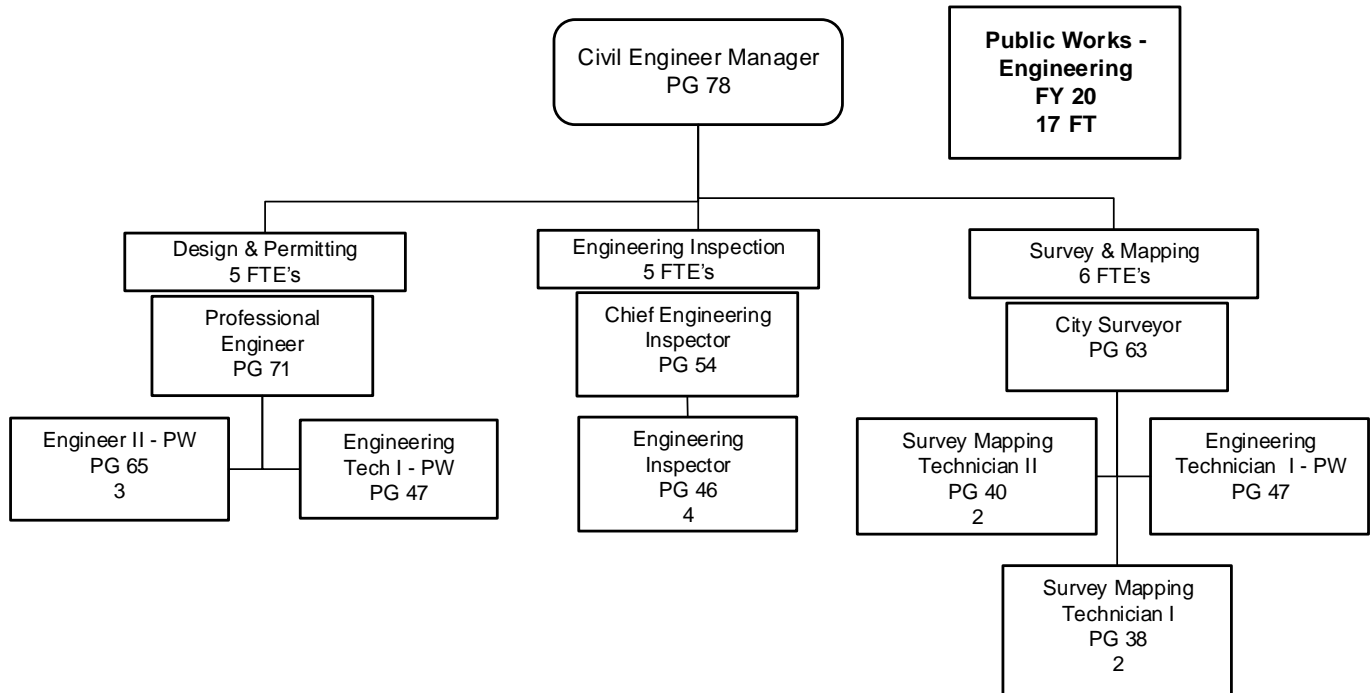 Civil Engineer Manager
PG 78
Public Works -
Engineering
FY 20
17 FT
Design & Permitting
5 FTE’s
Professional
Engineer
PG 71
Engineer II - PW
PG 65
3
Engineering
Tech I - PW
PG 47
Engineering Inspection
5 FTE’s
Chief Engineering
Inspector
PG 54
Engineering
Inspector
PG 46
4
Survey & Mapping
6 FTE’s
City Surveyor
PG 63
Survey Mapping
Technician II
PG 40
2
Engineering
Technician I - PW
PG 47
Survey Mapping
Technician I
PG 38
2